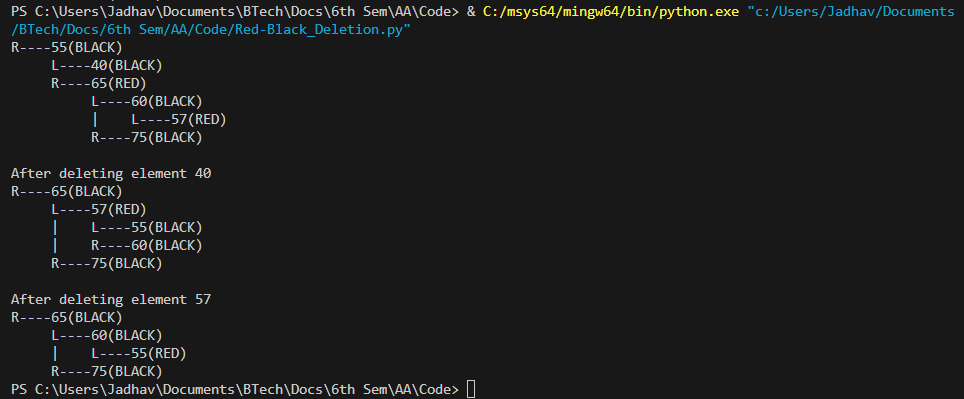 PS C:\Users\Jadhav\Documents\BTech\Docs\6th Sem\AA\Code> & C:/msys64/mingw64/bin/python.exe "c:/Users/Jadhav/Documents
/BTech/Docs/6th Sem/AA/Code/Red-Black_Deletion.py"
R----55(BLACK)
     L----40(BLACK)
     R----65(RED)
          L----60(BLACK)
          |    L----57(RED)
          R----75(BLACK)

After deleting element 40
R----65(BLACK)
     L----57(RED)
     |    L----55(BLACK)
     |    R----60(BLACK)
     R----75(BLACK)

After deleting element 57
R----65(BLACK)
     L----60(BLACK)
     |    L----55(RED)
     R----75(BLACK)
PS C:\Users\Jadhav\Documents\BTech\Docs\6th Sem\AA\Code>